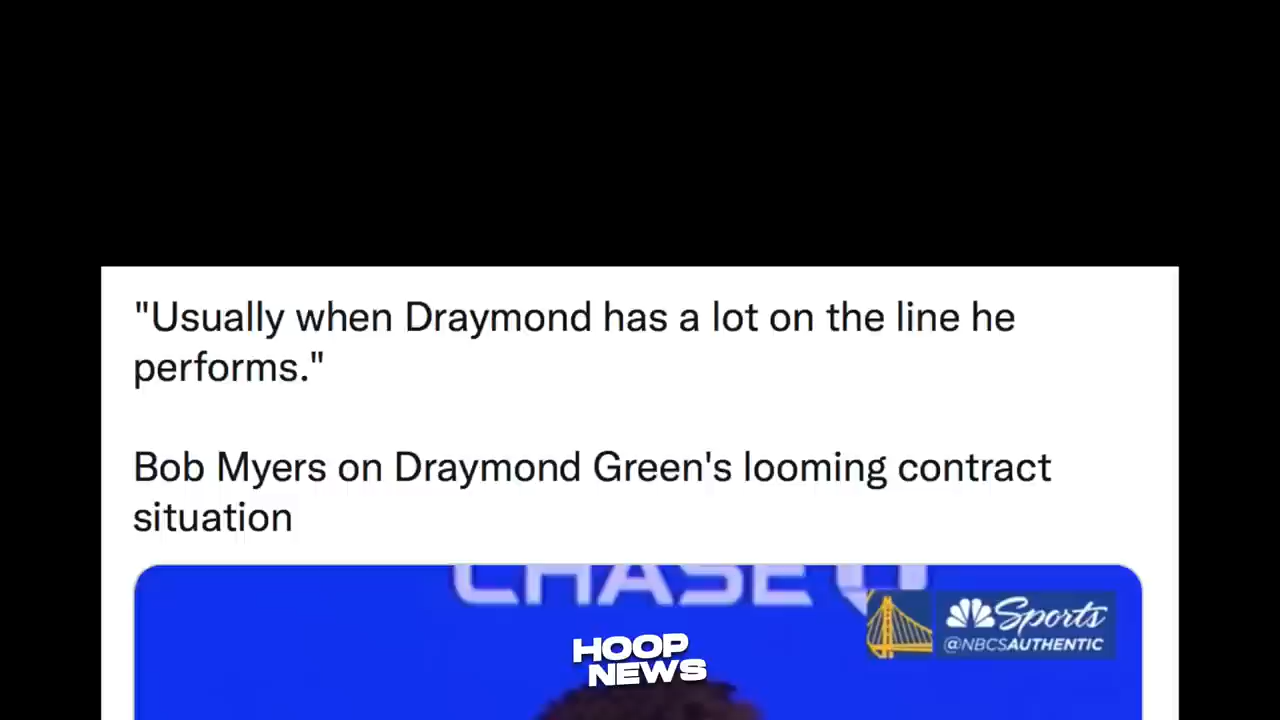 "Usually when Draymond has a lot on the line he
performs."
Bob Myers on Draymond Green's looming contract
situation
CHASE
Sports
@NBCSAUTHENTIC
HOOP
NEWS